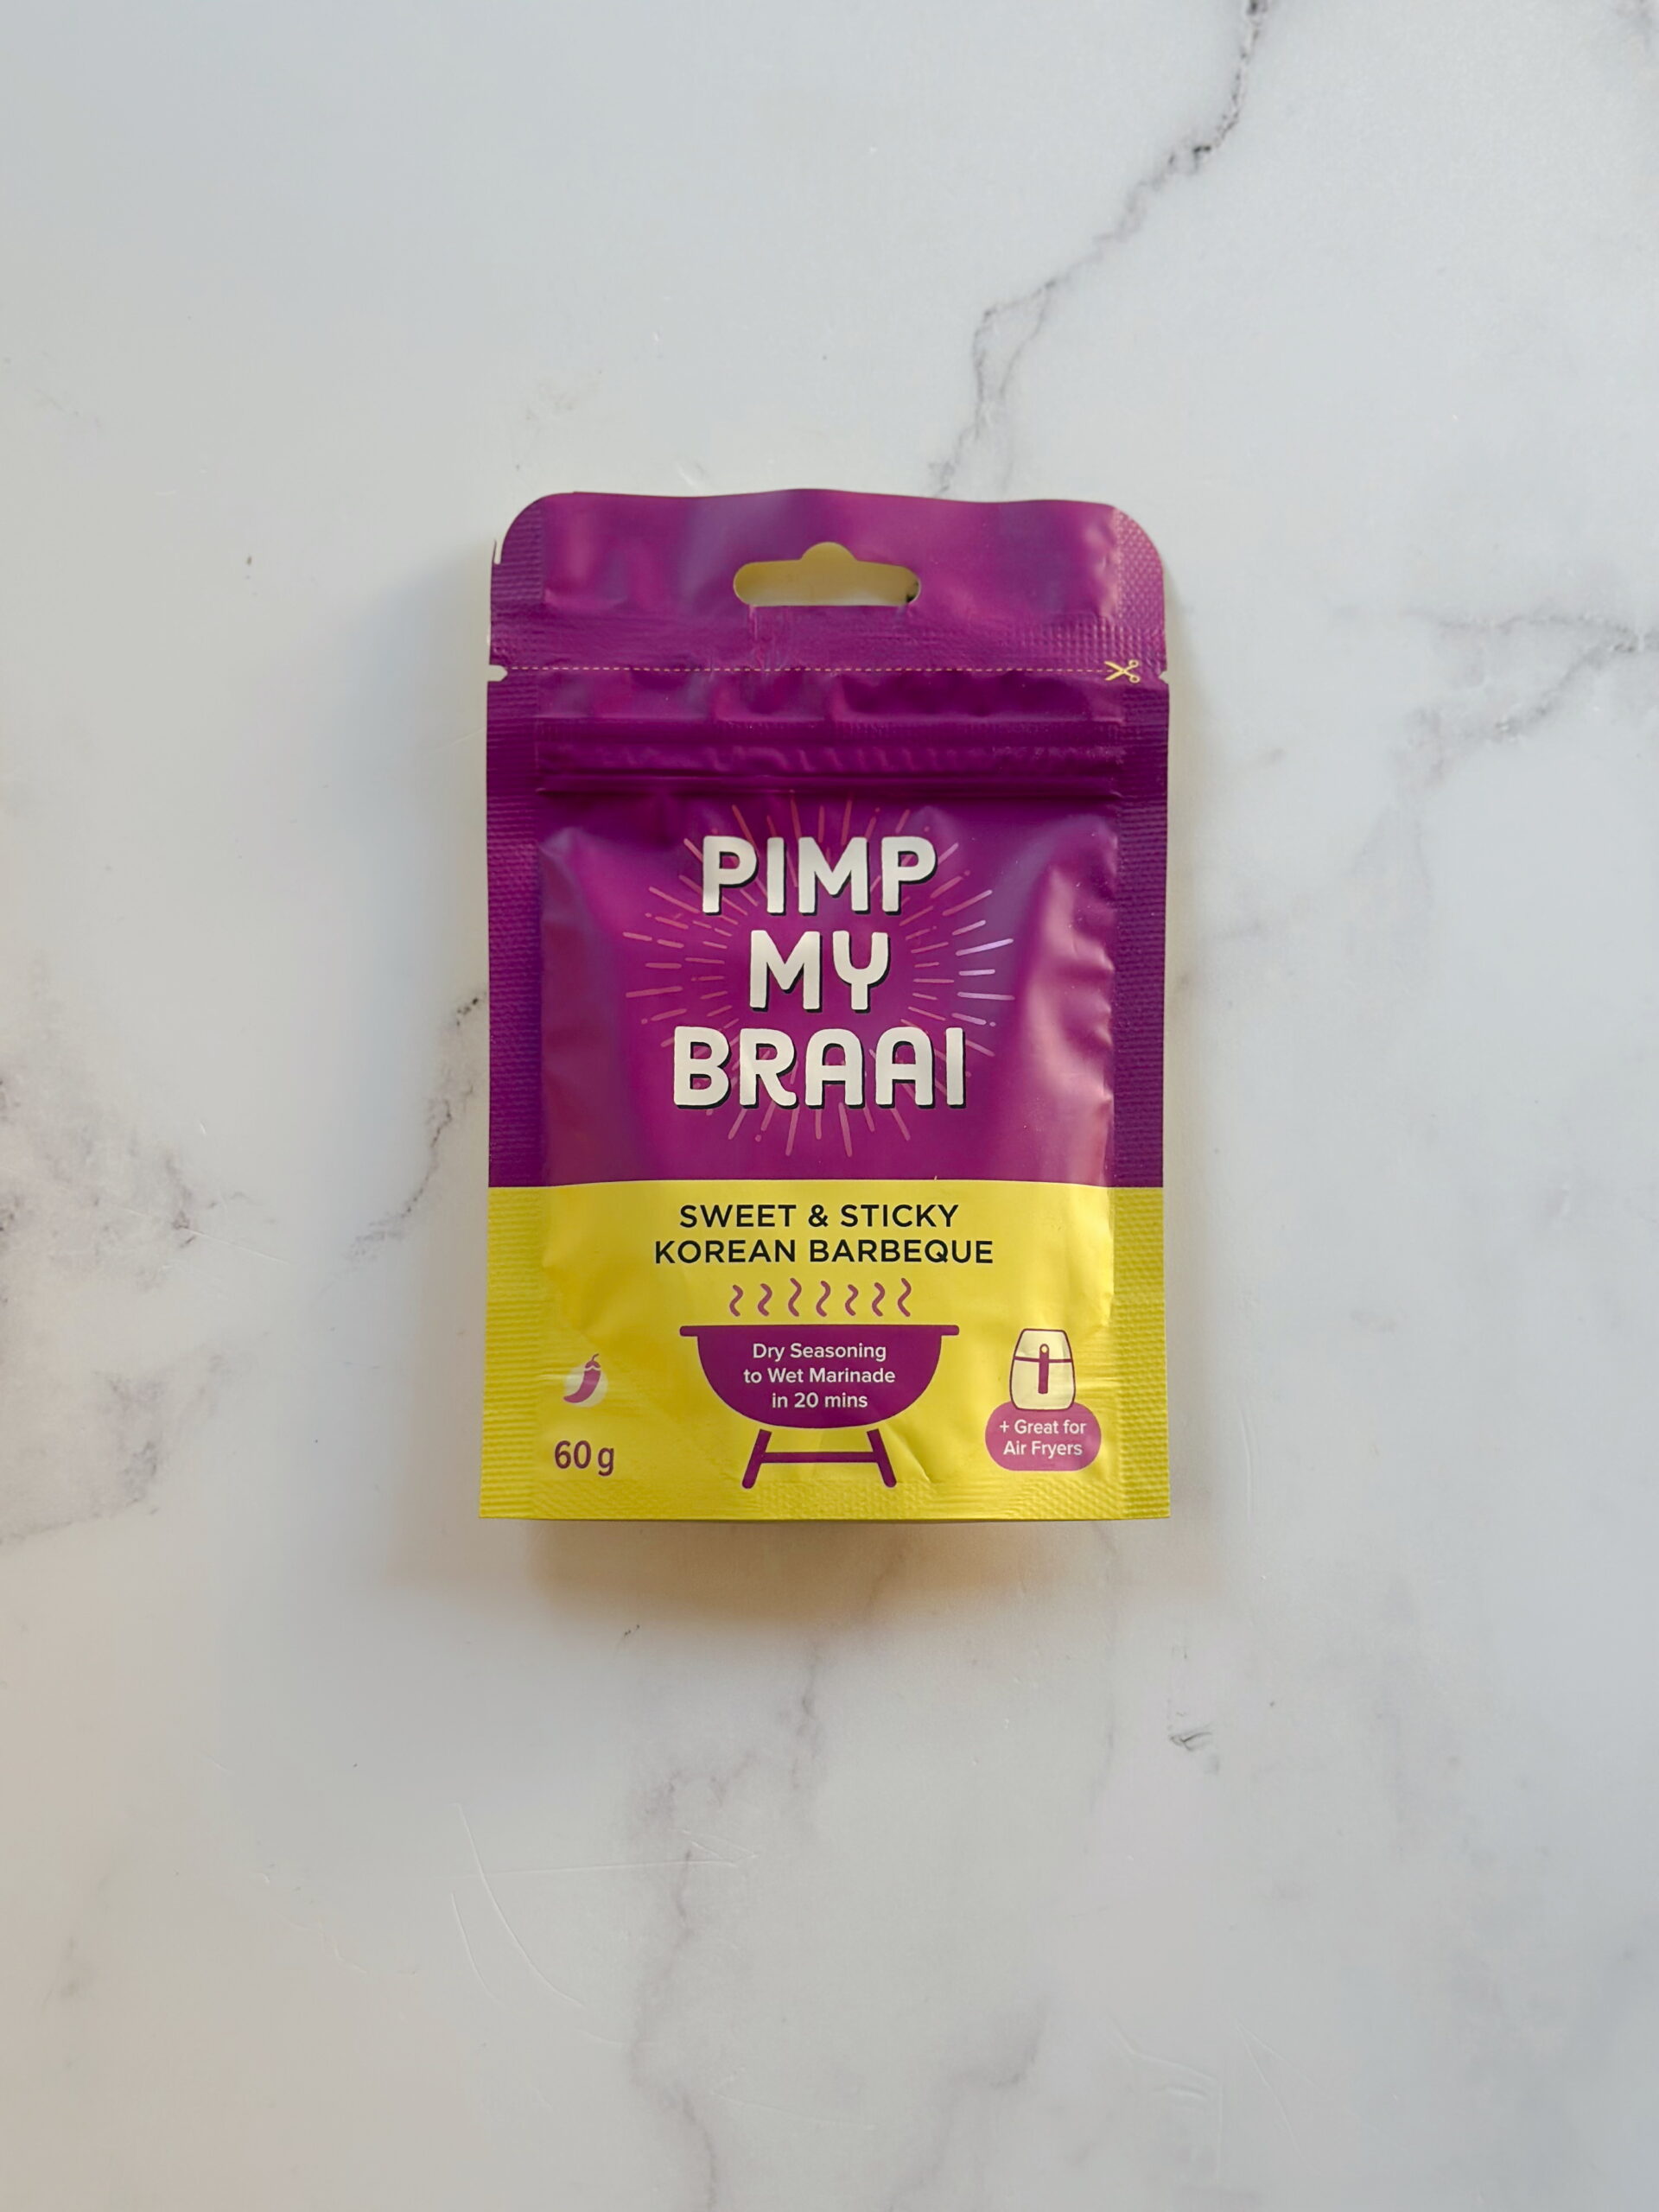 PIMP
MY
BRAAI
SWEET & STICKY
KOREAN BARBEQUE
Dry Seasoning
to Wet Marinade
in 20 mins
+ Great for
Air Fryers
60g